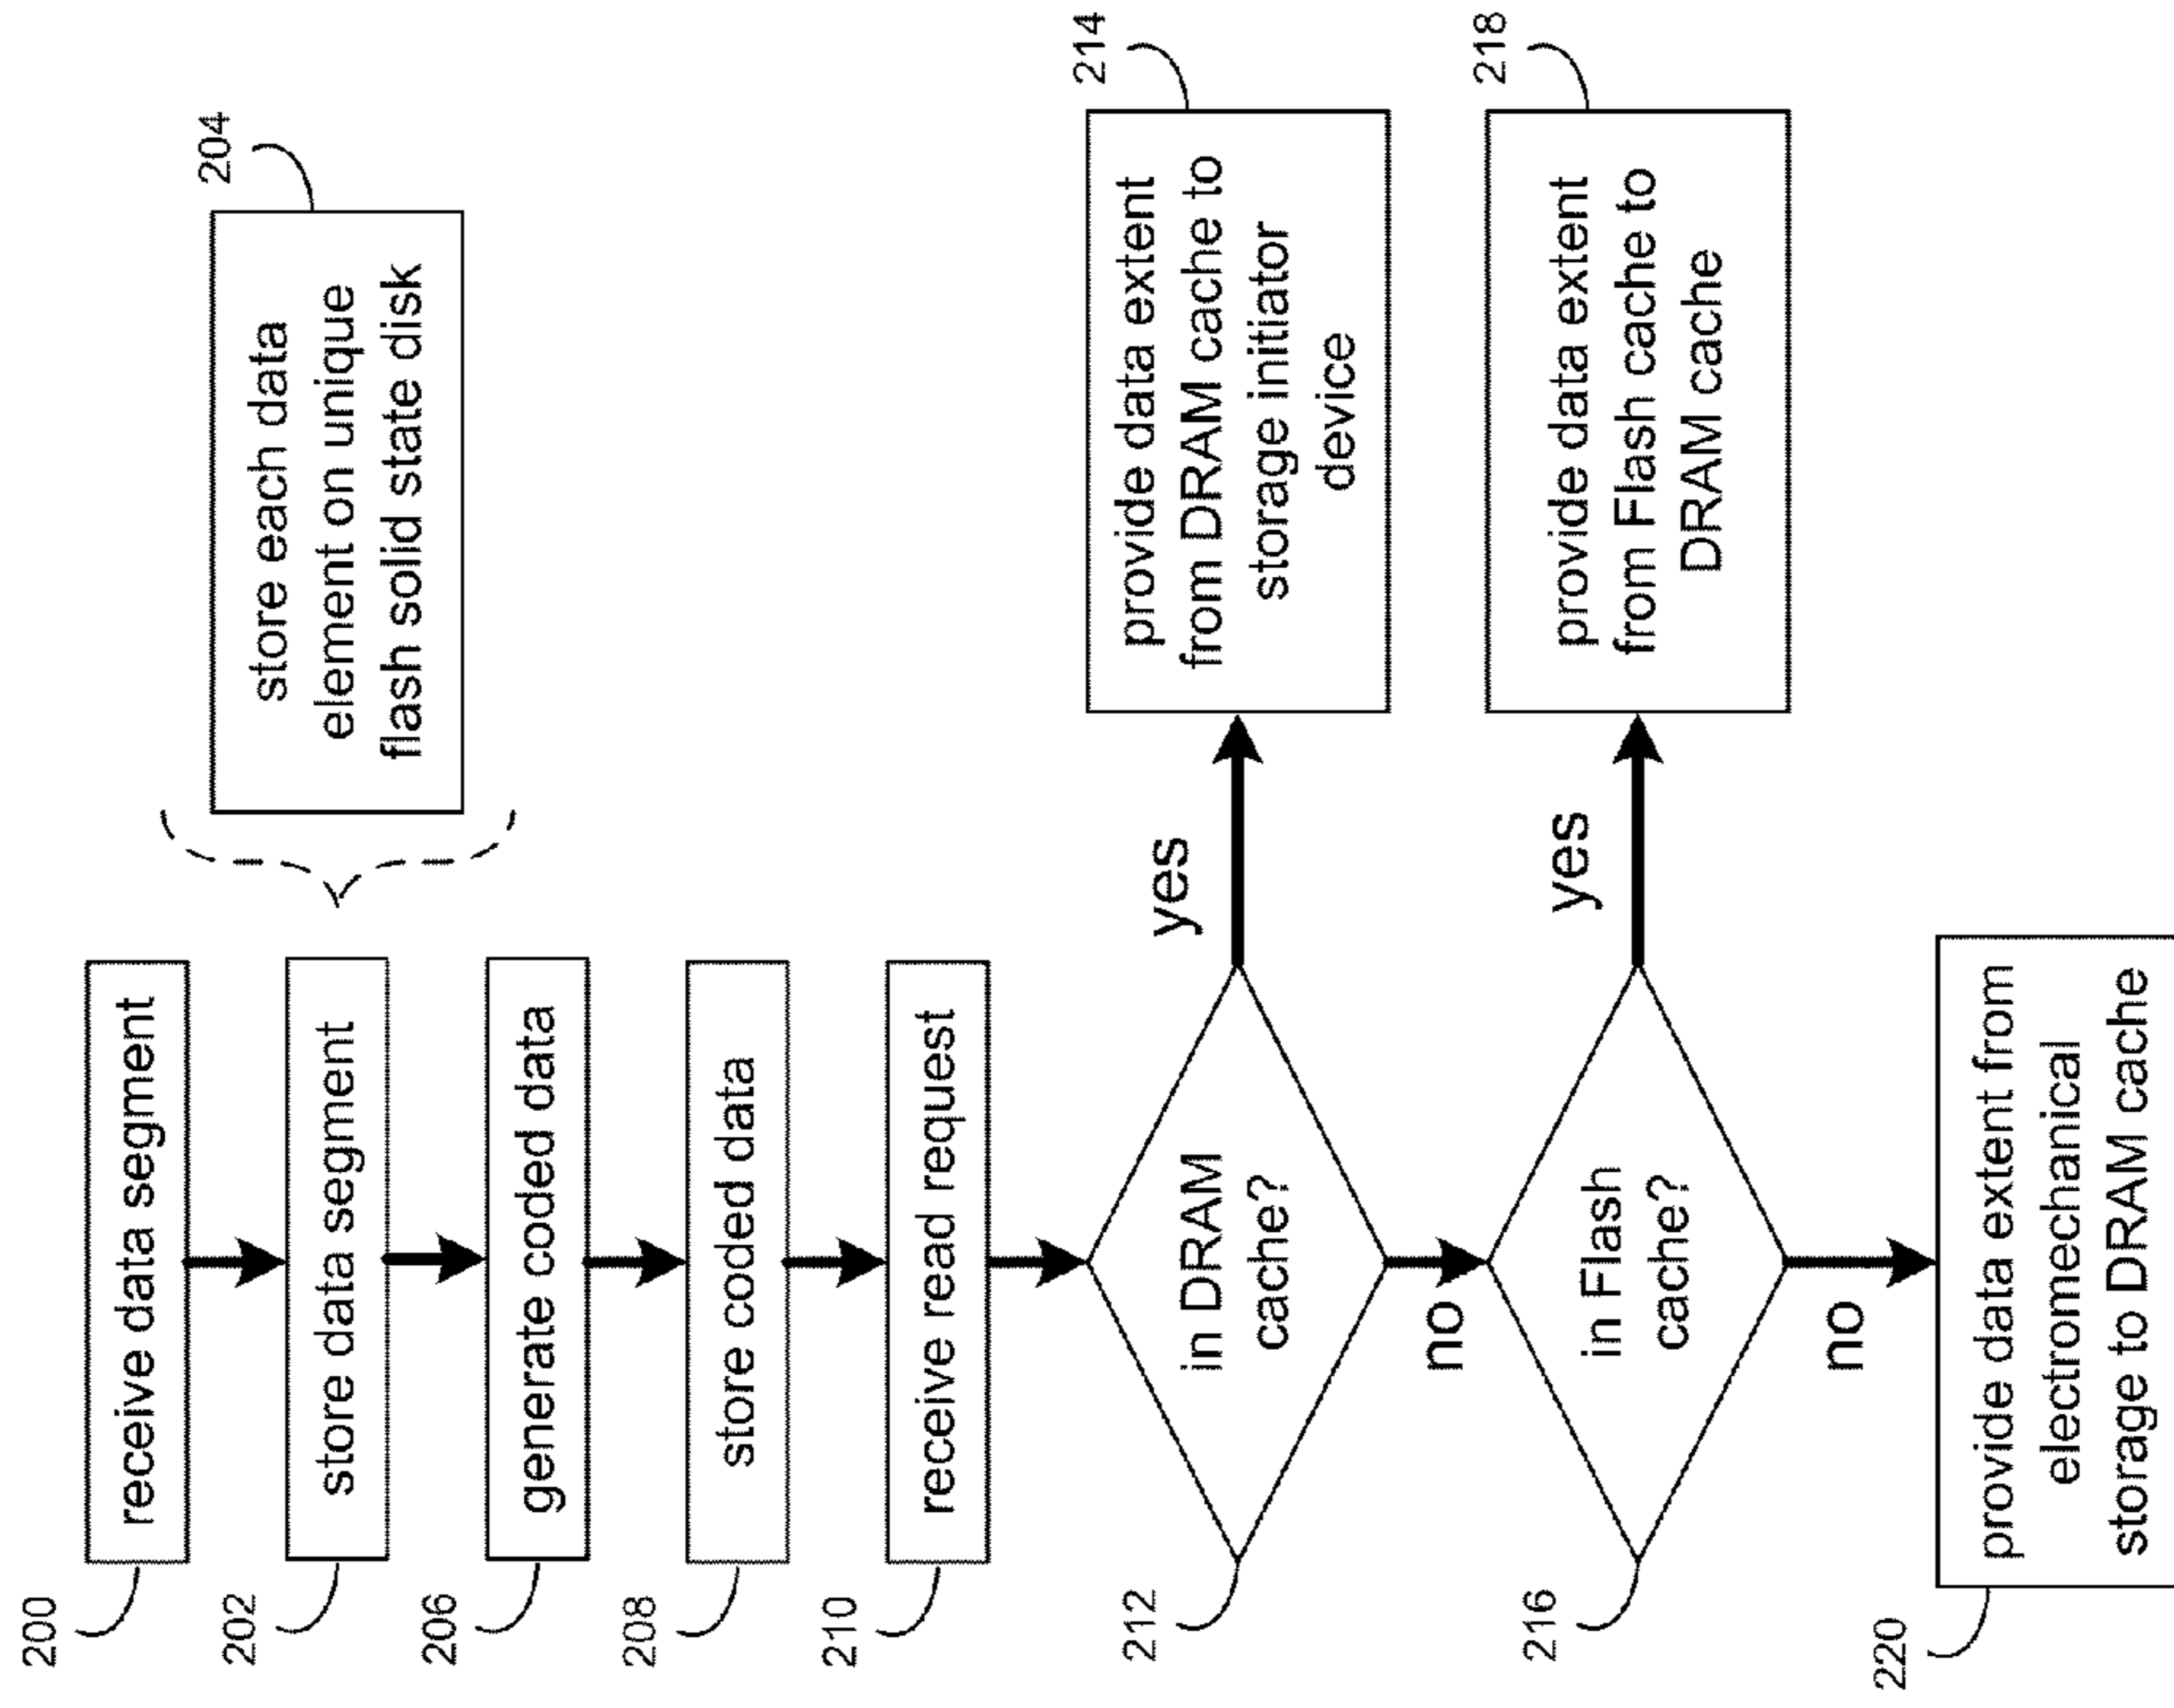 200
receive data segment
202
store data segment
204
store each data
element on unique
flash solid state disk
206
generate coded data
208
store coded data
210
receive read request
212
in DRAM
cache?
yes
214
provide data extent
from DRAM cache to
storage initiator
device
no
216
in Flash
cache?
yes
218
provide data extent
from Flash cache to
DRAM cache
no
220
provide data extent from
electromechanical
storage to DRAM cache